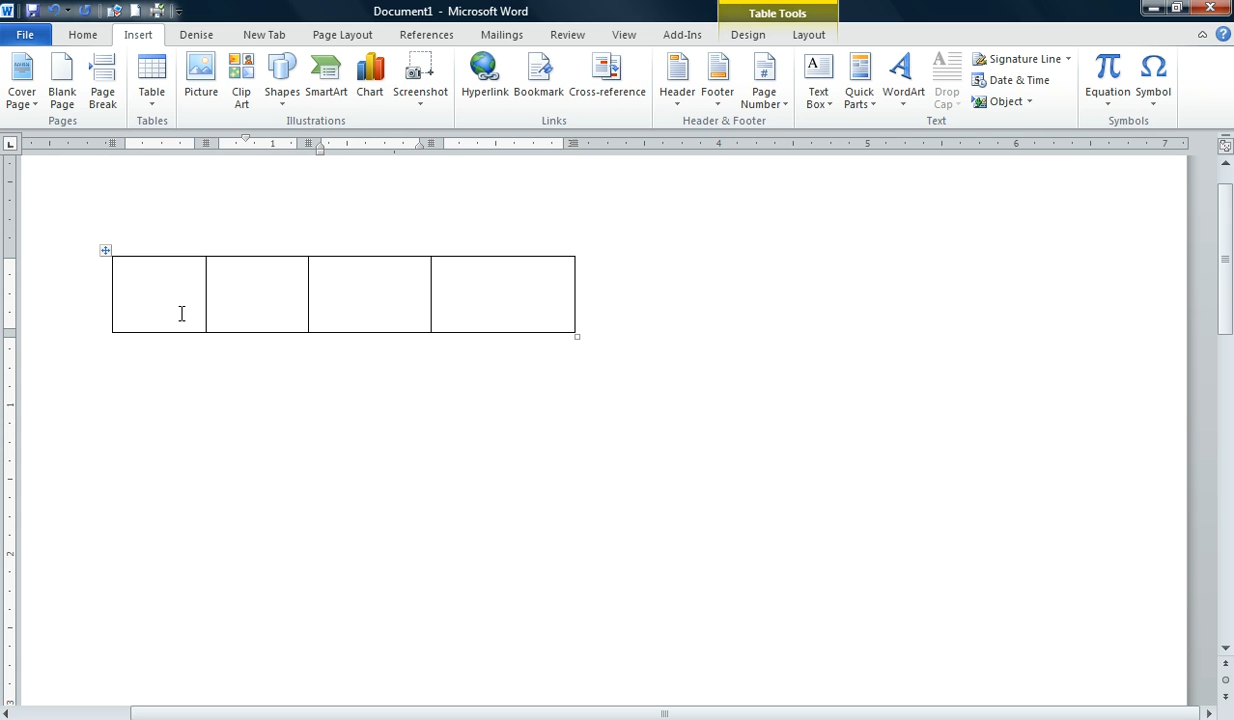 Document1 - Microsoft Word
Table Tools
File Home Insert Denise New Tab Page Layout References Mailings Review View Add-Ins Design Layout
Cover Page
Blank Page
Page Break
Table
Picture
Clip Art
Shapes
SmartArt
Chart
Screenshot
Hyperlink
Bookmark
Cross-reference
Header
Footer
Page Number
Text Box
Quick Parts
WordArt
Drop Cap
Signature Line
Date & Time
Object
Equation
Symbol
Pages Tables Illustrations Links Header & Footer Text Symbols
1 4 5 6 7
1
2
3